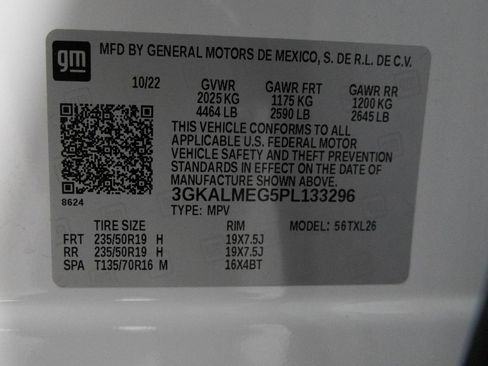 gm
MFD BY GENERAL MOTORS DE MEXICO, S. DE R.L. DE C.V.
10/22 GVWR GAWR FRT GAWR RR
2025 KG 1175 KG 1200 KG
4464 LB 2590 LB 2645 LB
THIS VEHICLE CONFORMS TO ALL
APPLICABLE U.S. FEDERAL MOTOR
VEHICLE SAFETY AND THEFT PREVENTION
STANDARDS IN EFFECT ON THE DATE OF
MANUFACTURE SHOWN ABOVE.
8624
3GKALMEG5PL133296
TYPE: MPV MODEL: 56TXL26
TIRE SIZE RIM
FRT 235/50R19 H 19X7.5J
RR 235/50R19 H 19X7.5J
SPA T135/70R16 M 16X4BT